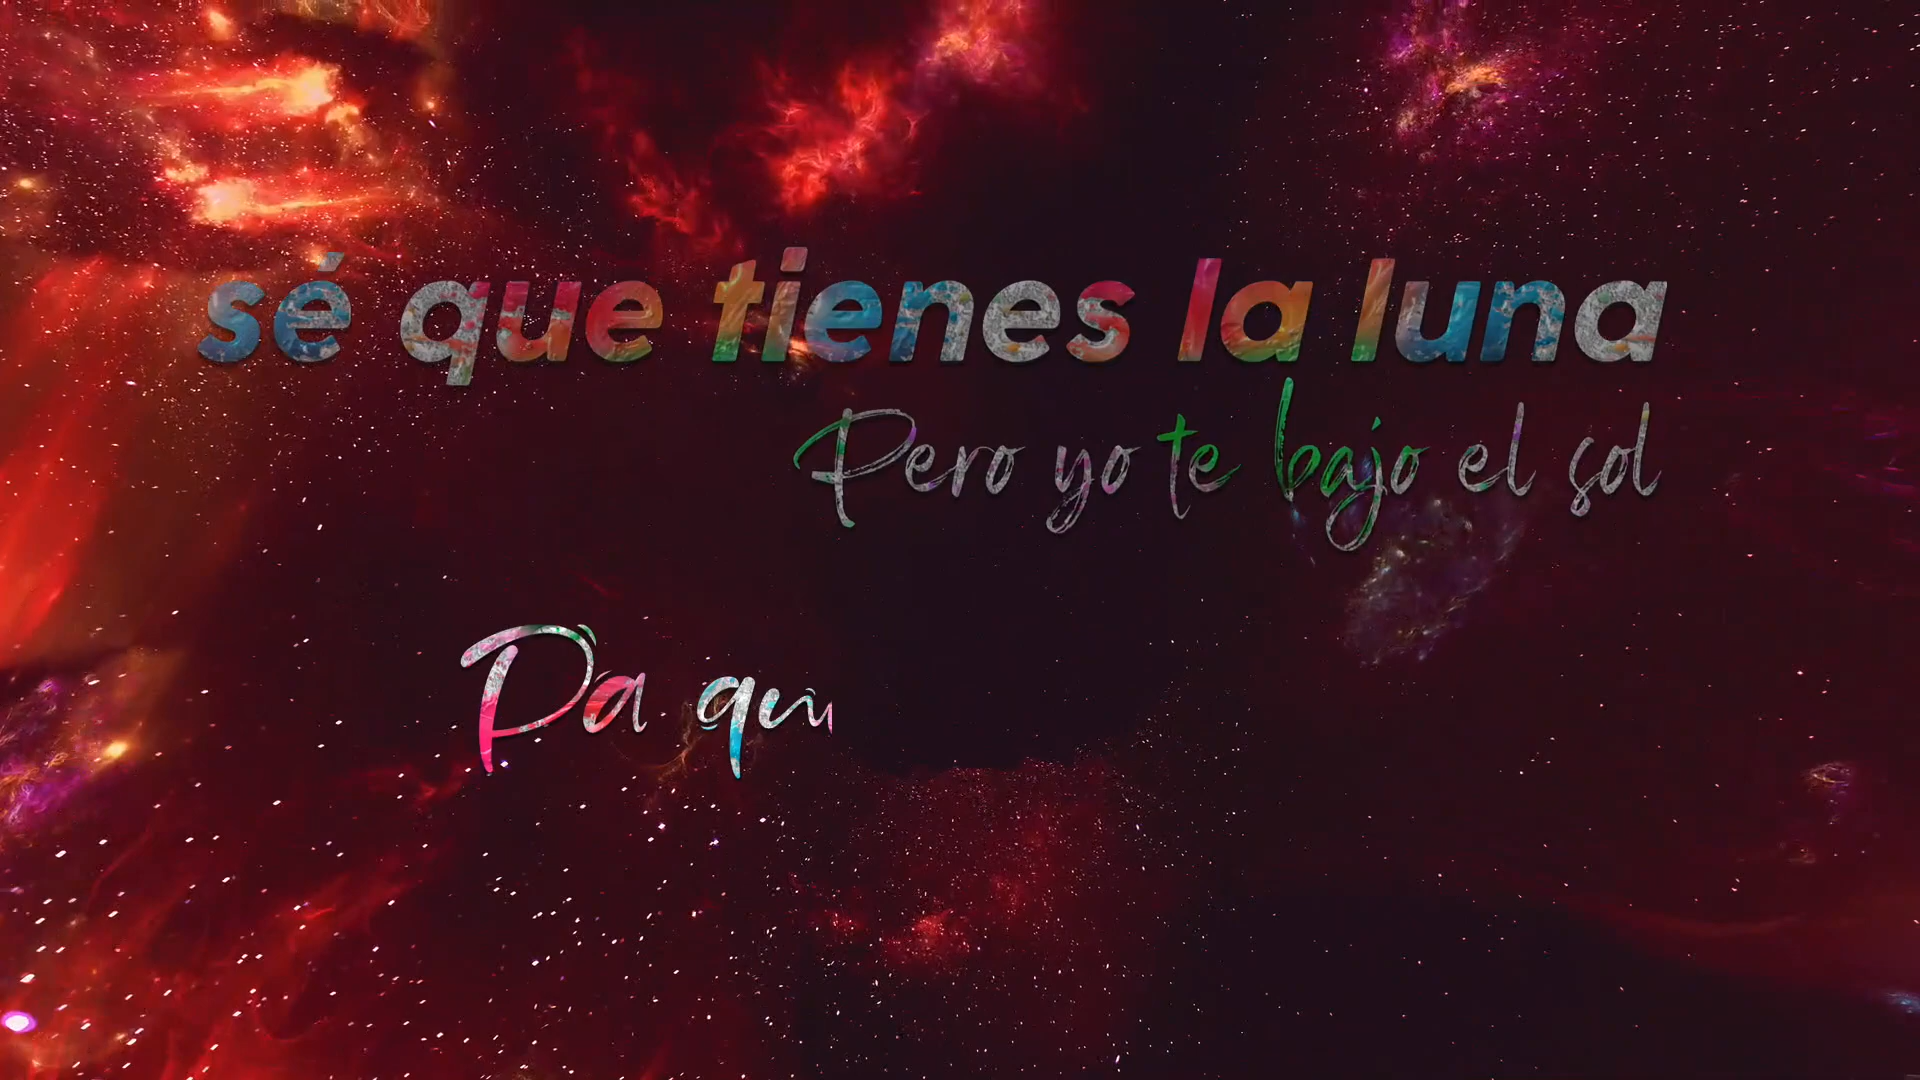 sé que tienes la luna
Pero yo te bajo el sol
Pa